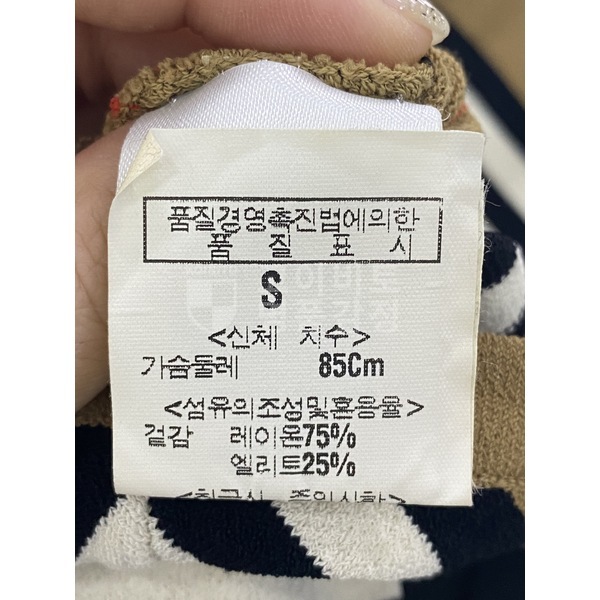 품질경영촉진법에의한
품 질 표 시
S
<신체 치수>
가슴둘레 85Cm
<섬유의조성및혼용율>
겉감 레이온75%
엘리트25%